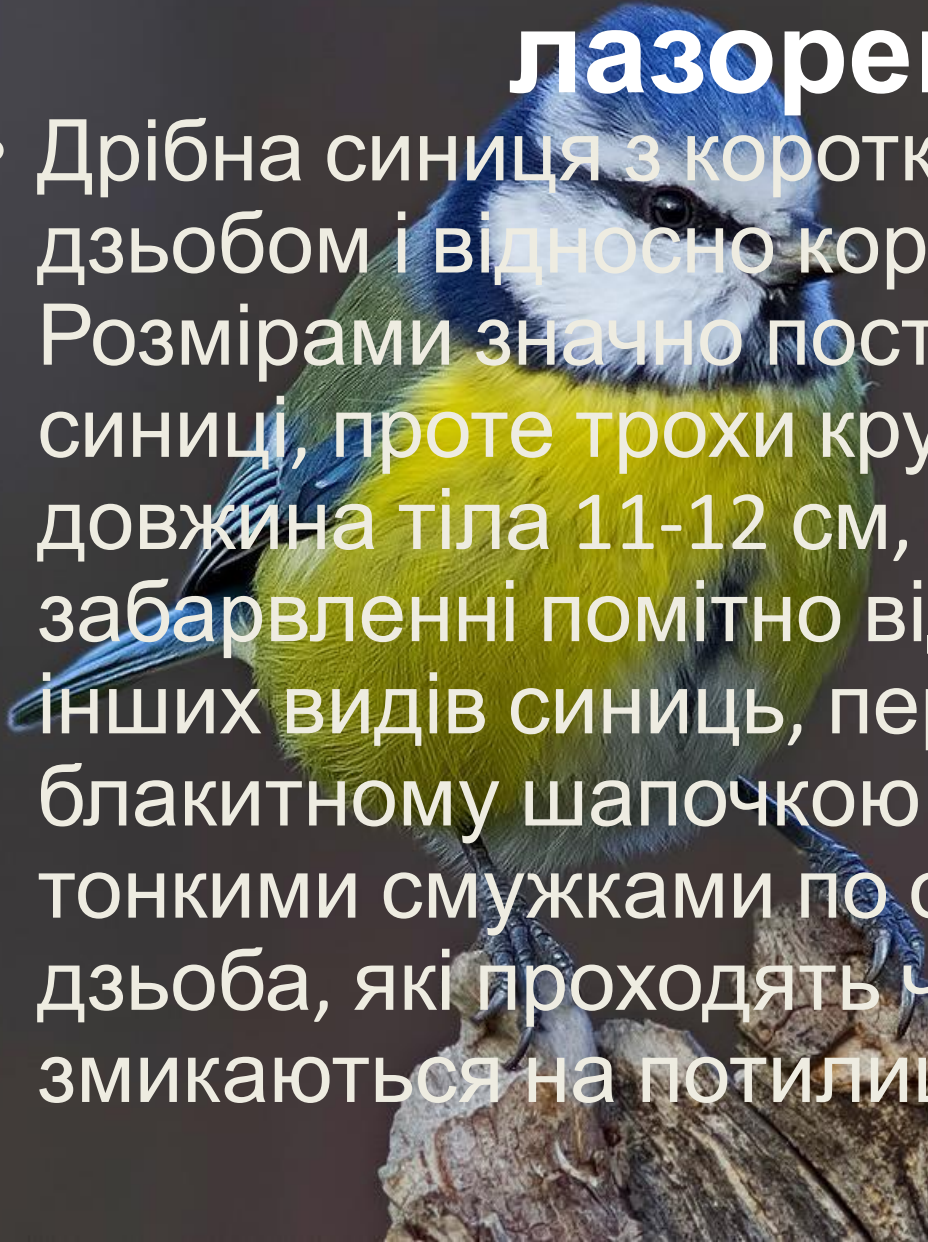 лазоре
• Дрібна синиця з коротк
дзьобом і відносно кор
Розмірами значно пост
синиці, проте трохи кру
довжина тіла 11-12 см,
забарвленні помітно ві
інших видів синиць, пе
блакитному шапочкою
тонкими смужками по
дзьоба, які проходять
змикаються на потили